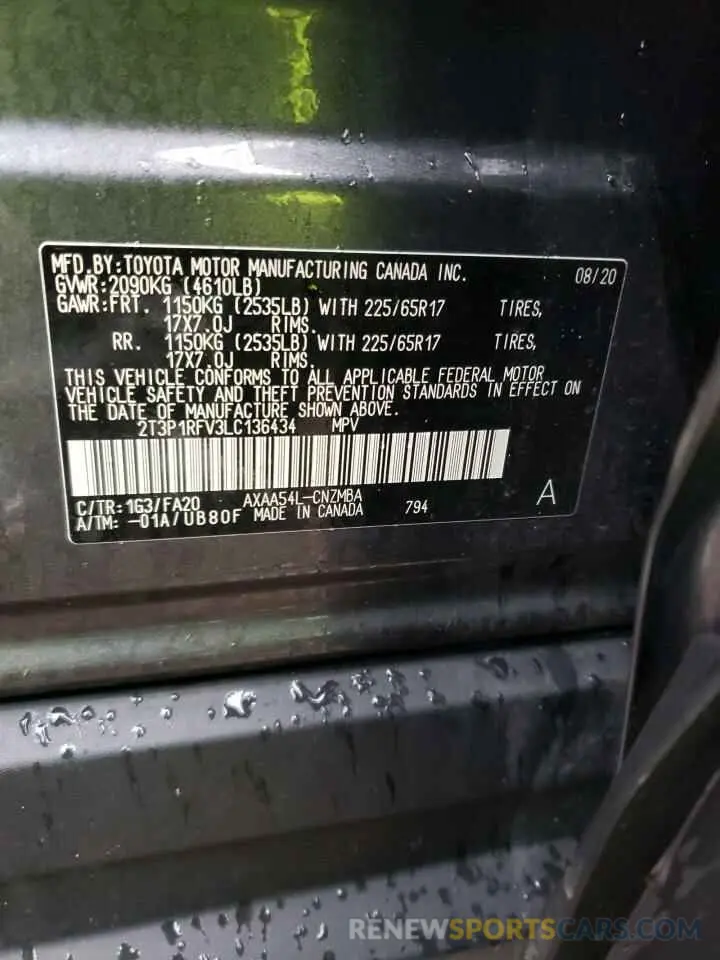 MFD.BY:TOYOTA MOTOR MANUFACTURING CANADA INC. 08/20
GVWR:2090KG (4610LB)
GAWR:FRT. 1150KG (2535LB) WITH 225/65R17 TIRES,
17X7.0J RIMS.
RR. 1150KG (2535LB) WITH 225/65R17 TIRES,
17X7.0J RIMS.
THIS VEHICLE CONFORMS TO ALL APPLICABLE FEDERAL MOTOR
VEHICLE SAFETY AND THEFT PREVENTION STANDARDS IN EFFECT ON
THE DATE OF MANUFACTURE SHOWN ABOVE.
2T3P1RFV3LC136434 MPV
C/TR:1G3/FA20 AXAA54L-CNZMBA
A/TM: -01A/UB80F MADE IN CANADA 794 A
RENEWSPORTSCARS.COM